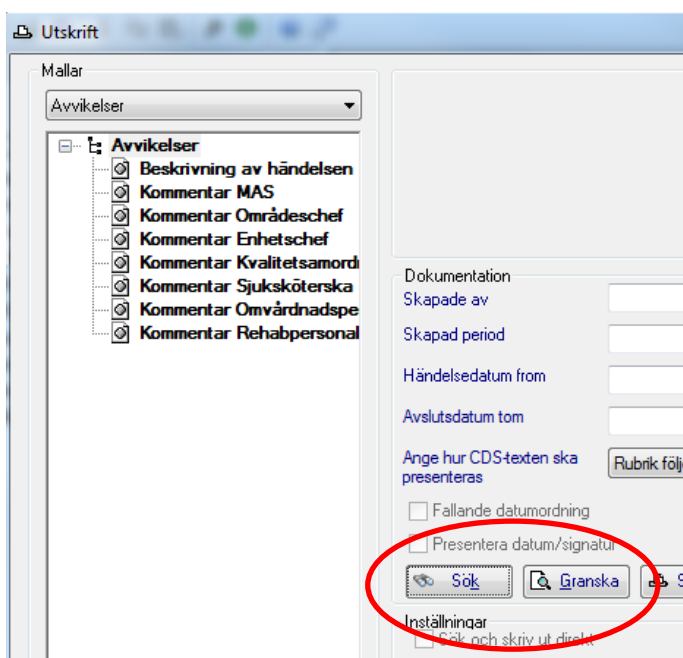 Utskrift
Mallar
Avvikelser
Avvikelser
Beskrivning av händelsen
Kommentar MAS
Kommentar Områdeschef
Kommentar Enhetschef
Kommentar Kvalitetsamord
Kommentar Sjuksköterska
Kommentar Omvårdnadspe
Kommentar Rehabpersonal
Dokumentation
Skapade av
Skapad period
Händelsedatum from
Avslutsdatum tom
Ange hur CDS-texten ska
presenteras
Rubrik följ
Fallande datumordning
Presentera datum/signatur
Sök
Granska
S
Inställningar
Sök och skriv ut direkt